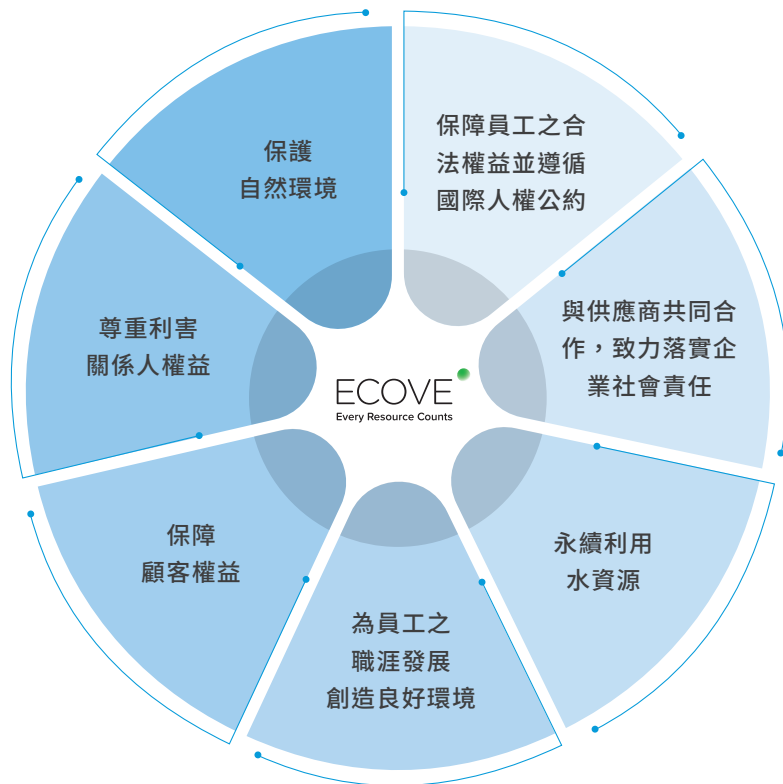 保護
自然環境
保障員工之合
法權益並遵循
國際人權公約
尊重利害
關係人權益
與供應商共同合
作，致力落實企
業社會責任
ECOVE
Every Resource Counts
保障
顧客權益
永續利用
水資源
為員工之
職涯發展
創造良好環境